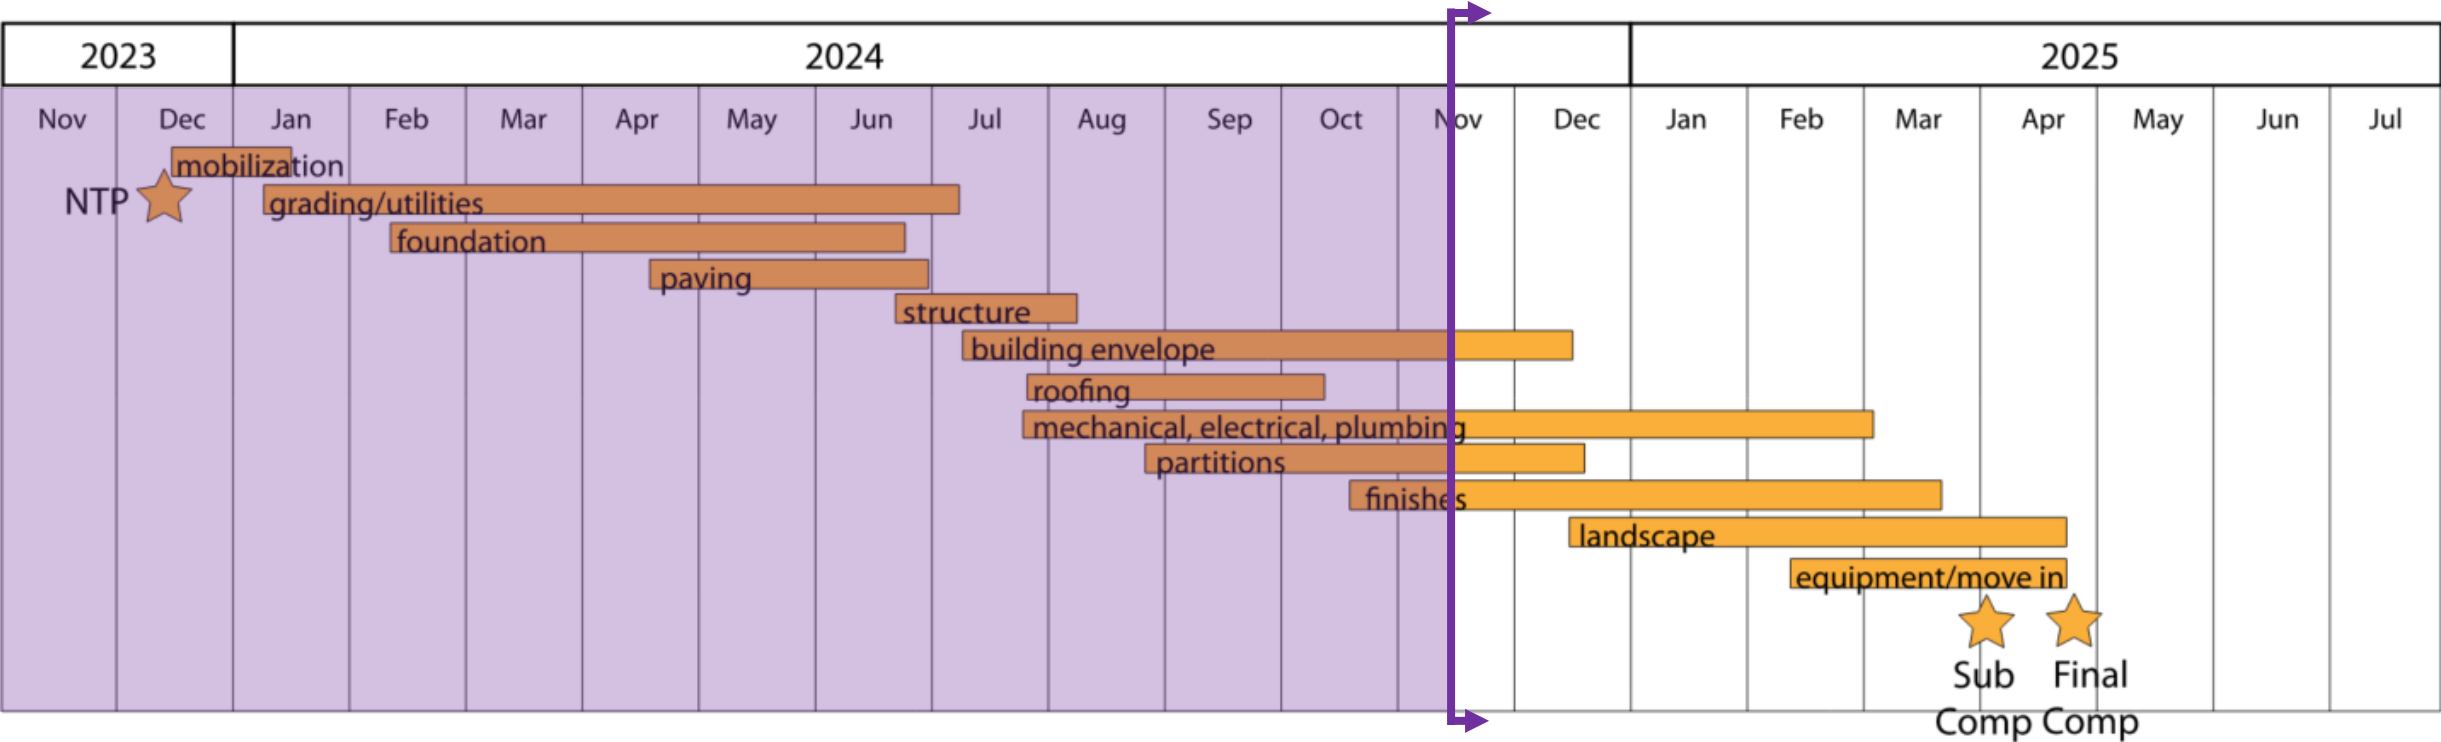 2023 2024 2025
Nov Dec Jan Feb Mar Apr May Jun Jul Aug Sep Oct Nov Dec Jan Feb Mar Apr May Jun Jul
mobilization
NTP
grading/utilities
foundation
paving
structure
building envelope
roofing
mechanical, electrical, plumbing
partitions
finishes
landscape
equipment/move in
Sub Final
Comp Comp